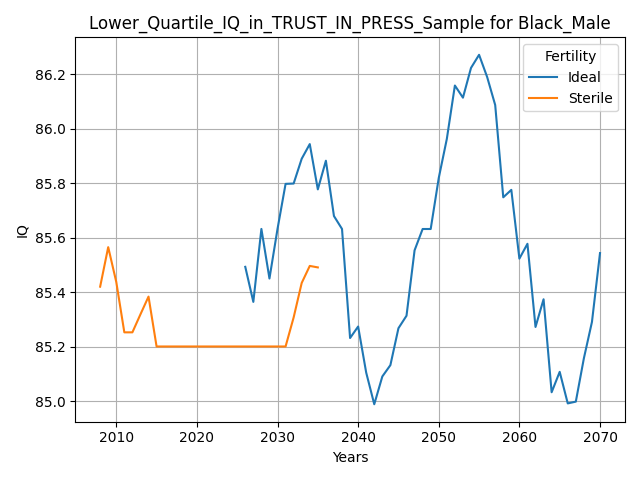 Lower_Quartile_IQ_in_TRUST_IN_PRESS_Sample for Black_Male
Fertility
Ideal
Sterile
86.2
86.0
85.8
85.6
85.4
85.2
85.0
IQ
2010 2020 2030 2040 2050 2060 2070
Years